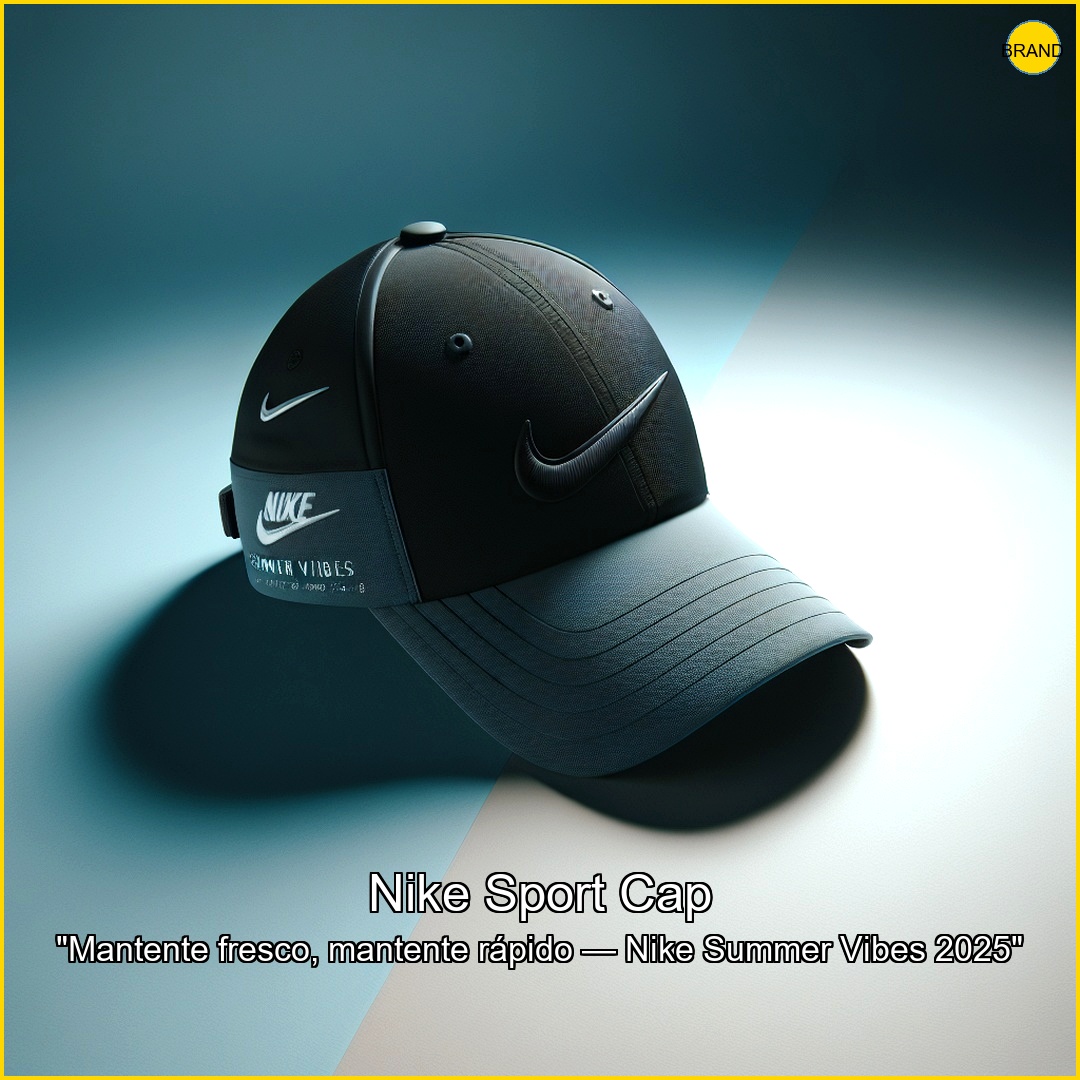 BRAND
NIKE
VIBES
Nike Sport Cap
"Mantente fresco, mantente rápido — Nike Summer Vibes 2025"